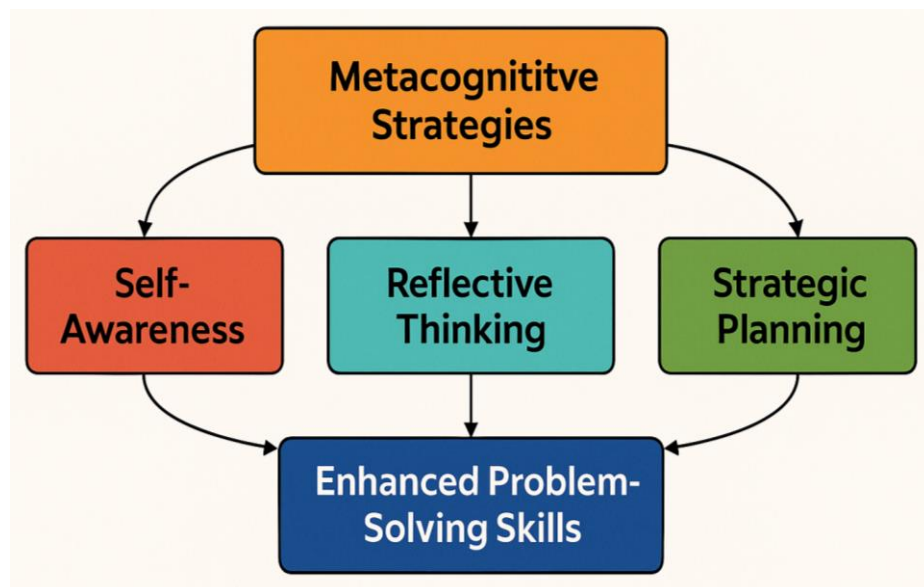 Metacognititve
Strategies
Self-
Awareness
Reflective
Thinking
Strategic
Planning
Enhanced Problem-
Solving Skills